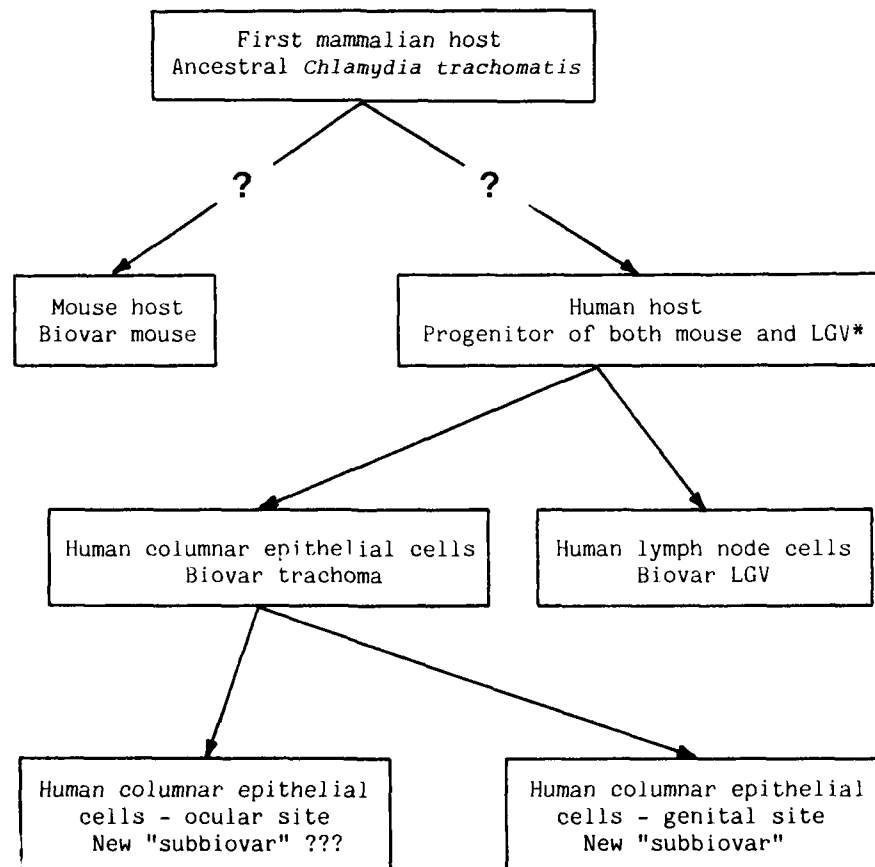 First mammalian host
Ancestral Chlamydia trachomatis
?
?
Mouse host
Biovar mouse
Human host
Progenitor of both mouse and LGV*
Human columnar epithelial cells
Biovar trachoma
Human lymph node cells
Biovar LGV
Human columnar epithelial
cells - ocular site
New "subbiovar" ???
Human columnar epithelial
cells - genital site
New "subbiovar"